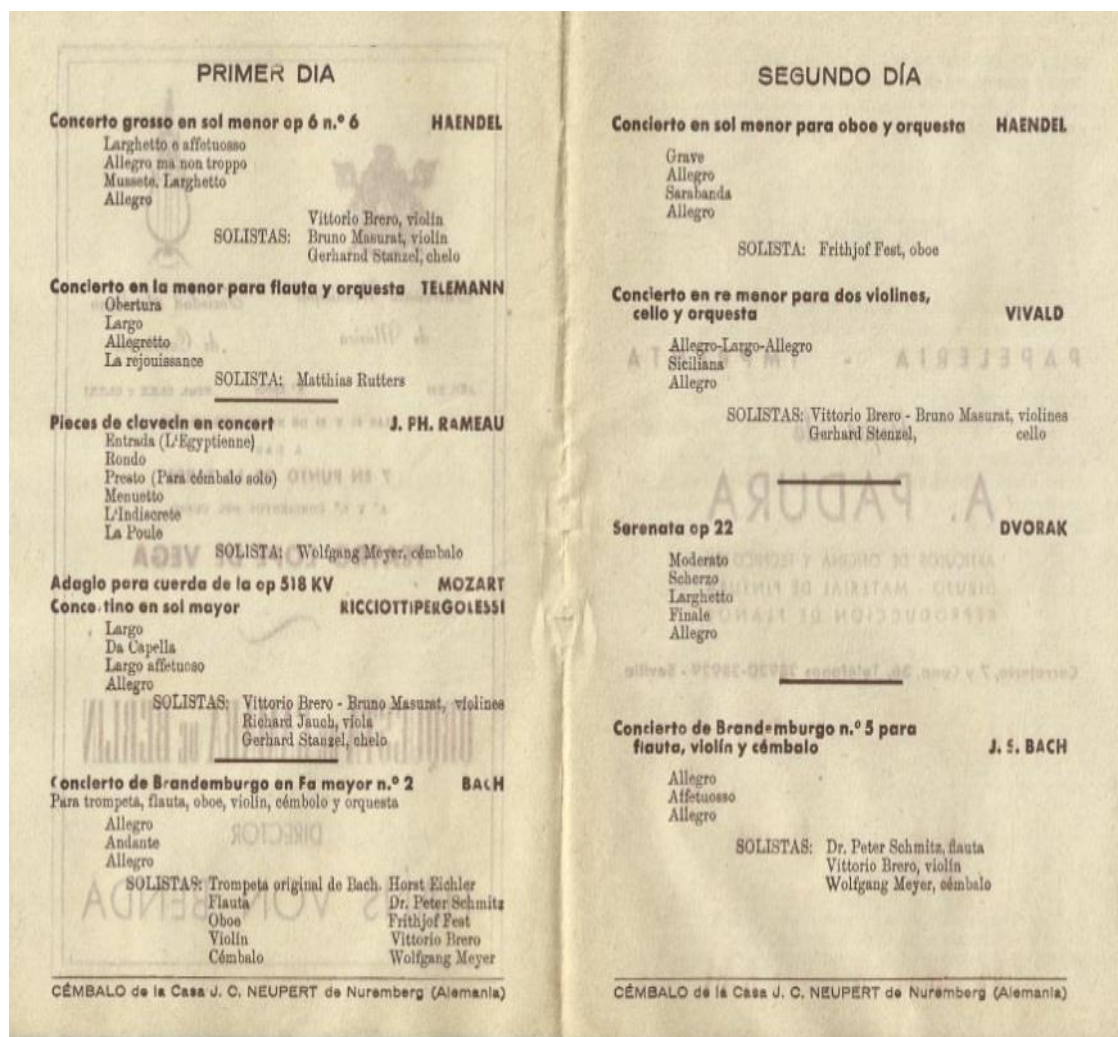 PRIMER DIA
Concerto grosso en sol menor op 6 n.º 6 HAENDEL
Larghetto e affetuosso
Allegro ma non troppo
Mussete. Larghetto
Allegro
Vittorio Brero, violín
SOLISTAS: Bruno Masurat, violín
Gerharnd Stanzel, chelo
Concierto en la menor para flauta y orquesta TELEMANN
Obertura
Largo
Allegretto
La rejouissance
SOLISTA: Matthias Rutters
Pieces de clavecin en concert J. PH. RAMEAU
Entrada (L'Egyptienne)
Rondo
Presto (Para cémbalo solo)
Menuetto
L'Indiscrete
La Poule
SOLISTA: Wolfgang Meyer, cémbalo
Adagio para cuerda de la op 518 KV MOZART
Conce tino en sol mayor RICCIOTTIPERGOLESSI
Largo
Da Capella
Largo affetuoso
Allegro
SOLISTAS: Vittorio Brero - Bruno Masurat, violines
Richard Jauch, viola
Gerhard Stanzel, chelo
Concierto de Brandemburgo en Fa mayor n.º 2 BACH
Para trompeta, flauta, oboe, violín, cémbolo y orquesta
Allegro
Andante
Allegro
SOLISTAS: Trompeta original de Bach. Horst Eichler
Flauta Dr. Peter Schmitz
Oboe Frithjof Fest
Violín Vittorio Brero
Cémbalo Wolfgang Meyer
CÉMBALO de la Casa J. C. NEUPERT de Nuremberg (Alemania)
SEGUNDO DÍA
Concierto en sol menor para oboe y orquesta HAENDEL
Grave
Allegro
Sarabanda
Allegro
SOLISTA: Frithjof Fest, oboe
Concierto en re menor para dos violines,
cello y orquesta VIVALD
Allegro-Largo-Allegro
Siciliana
Allegro
SOLISTAS: Vittorio Brero - Bruno Masurat, violines
Gerhard Stenzel, cello
Serenata op 22 DVORAK
Moderato
Scherzo
Larghetto
Finale
Allegro
Concierto de Brandemburgo n.º 5 para
flauta, violín y cémbalo J. S. BACH
Allegro
Affetuosso
Allegro
SOLISTAS: Dr. Peter Schmitz, flauta
Vittorio Brero, violín
Wolfgang Meyer, cémbalo
CÉMBALO de la Casa J. C. NEUPERT de Nuremberg (Alemania)